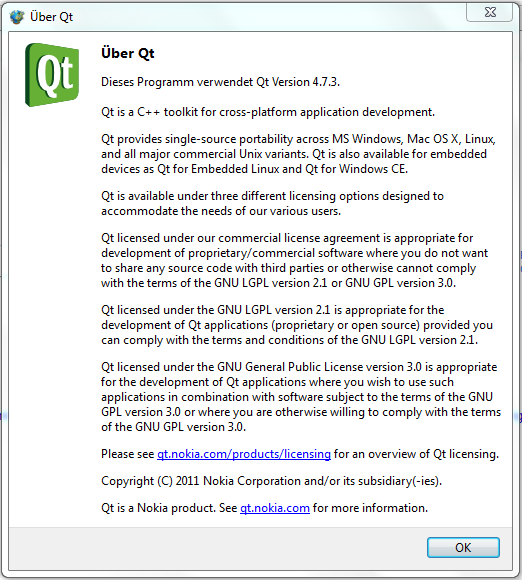 Über Qt
Qt
Über Qt
Dieses Programm verwendet Qt Version 4.7.3.
Qt is a C++ toolkit for cross-platform application development.
Qt provides single-source portability across MS Windows, Mac OS X, Linux,
and all major commercial Unix variants. Qt is also available for embedded
devices as Qt for Embedded Linux and Qt for Windows CE.
Qt is available under three different licensing options designed to
accommodate the needs of our various users.
Qt licensed under our commercial license agreement is appropriate for
development of proprietary/commercial software where you do not want
to share any source code with third parties or otherwise cannot comply
with the terms of the GNU LGPL version 2.1 or GNU GPL version 3.0.
Qt licensed under the GNU LGPL version 2.1 is appropriate for the
development of Qt applications (proprietary or open source) provided you
can comply with the terms and conditions of the GNU LGPL version 2.1.
Qt licensed under the GNU General Public License version 3.0 is appropriate
for the development of Qt applications where you wish to use such
applications in combination with software subject to the terms of the GNU
GPL version 3.0 or where you are otherwise willing to comply with the terms
of the GNU GPL version 3.0.
Please see qt.nokia.com/products/licensing for an overview of Qt licensing.
Copyright (C) 2011 Nokia Corporation and/or its subsidiary(-ies).
Qt is a Nokia product. See qt.nokia.com for more information.
OK